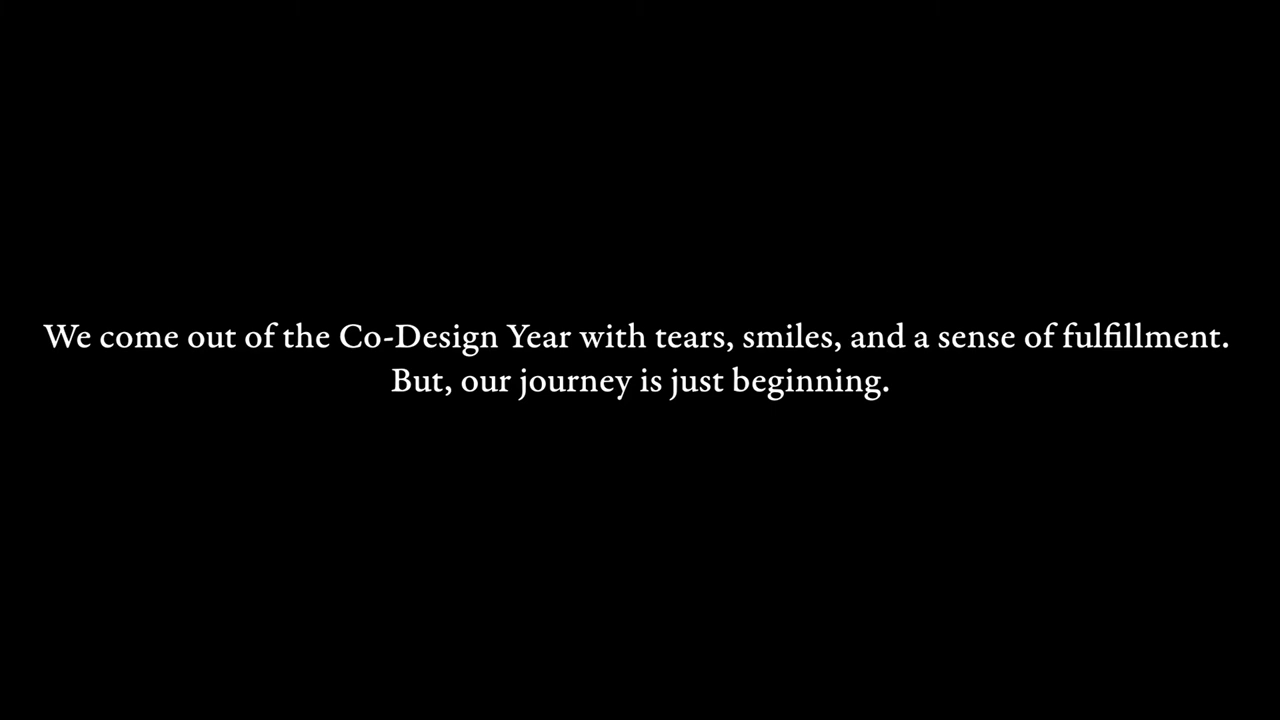 We come out of the Co-Design Year with tears, smiles, and a sense of fulfillment.
But, our journey is just beginning.